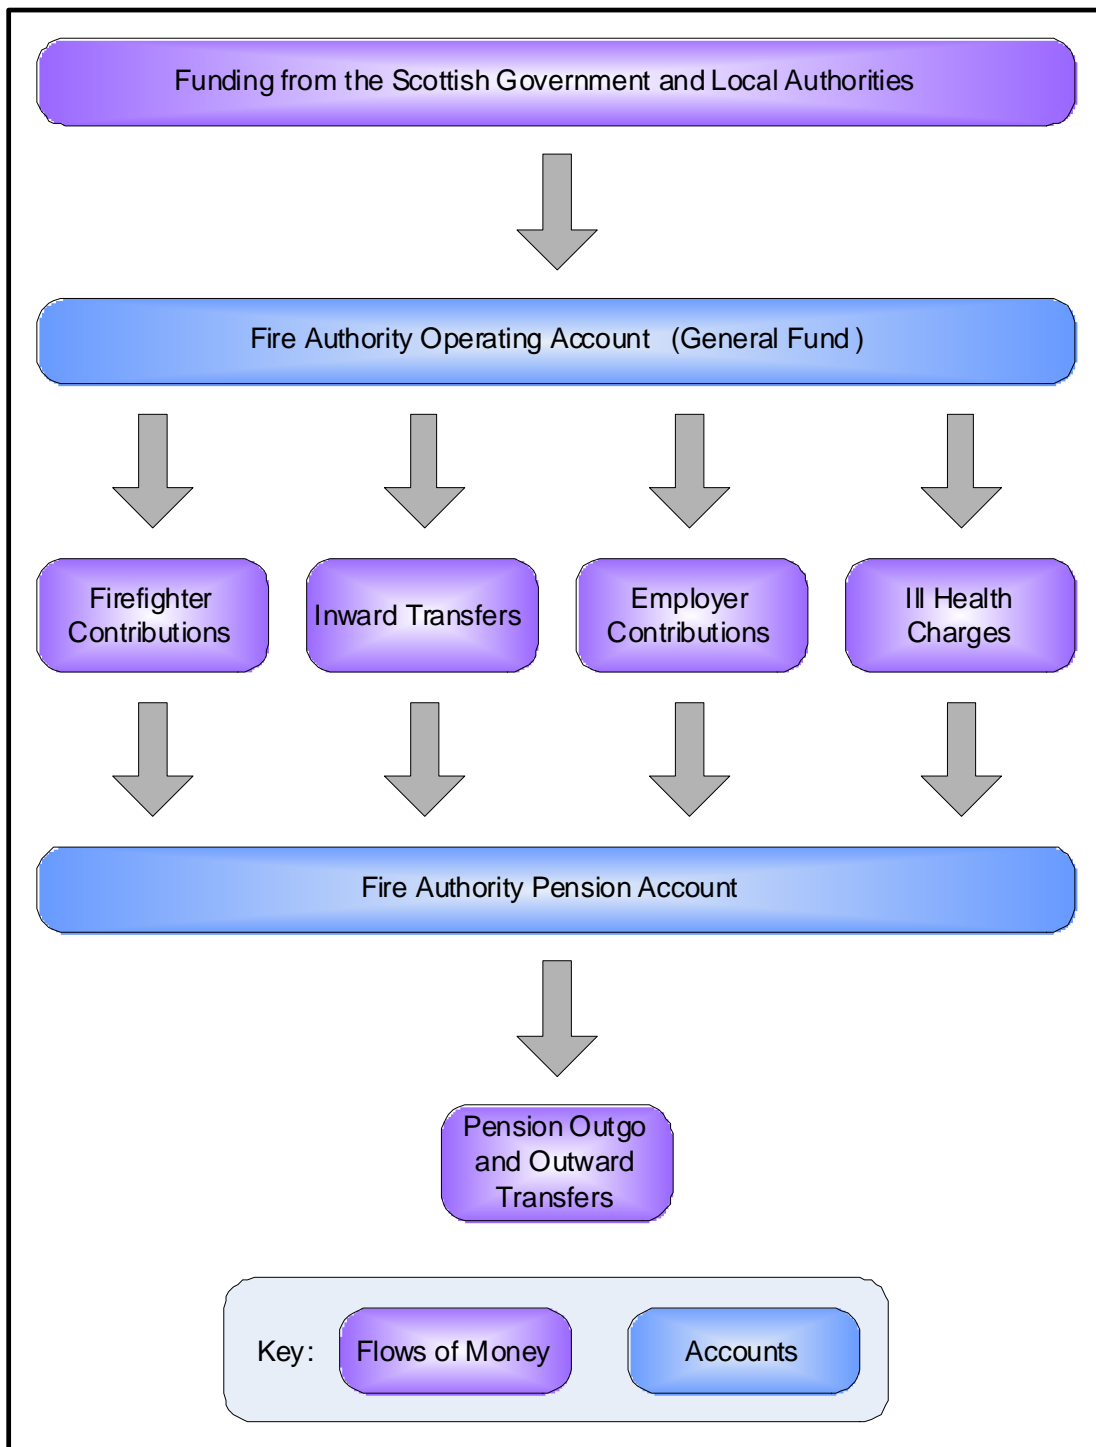 Funding from the Scottish Government and Local Authorities
Fire Authority Operating Account (General Fund)
Firefighter
Contributions
Inward Transfers
Employer
Contributions
Ill Health
Charges
Fire Authority Pension Account
Pension Outgo
and Outward
Transfers
Key:
Flows of Money
Accounts